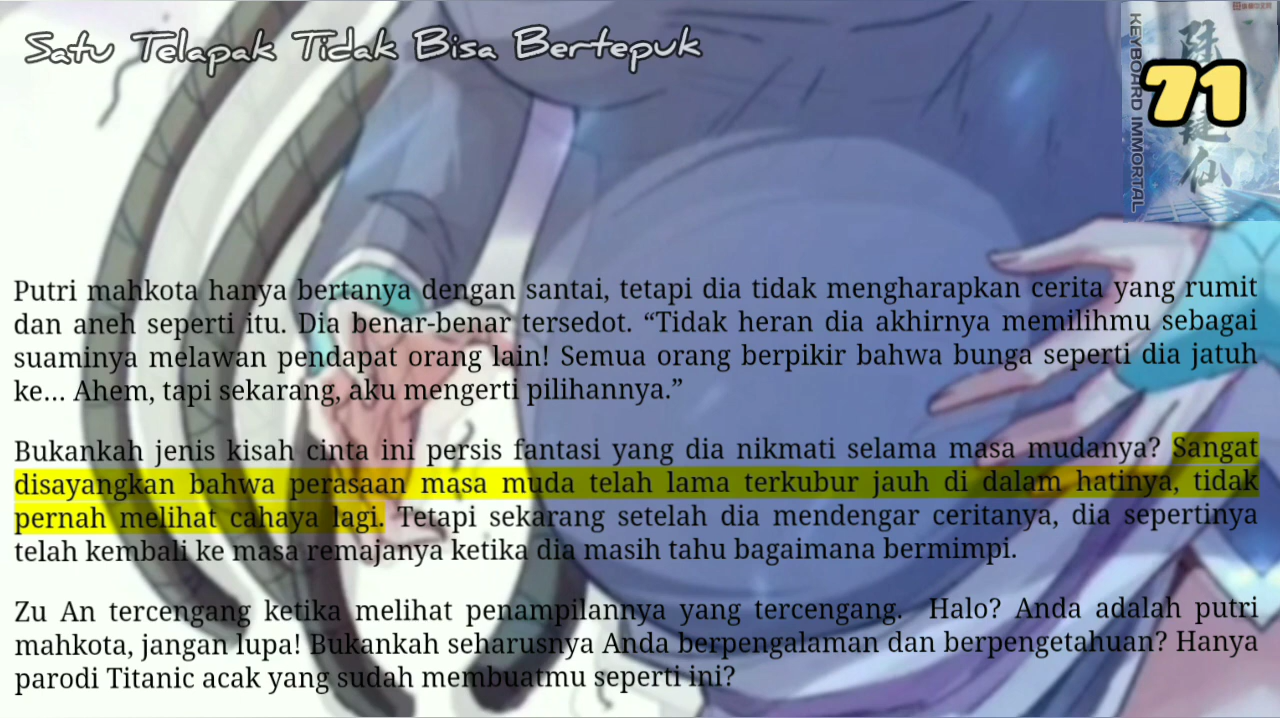 Satu Telapak Tidak Bisa Bertepuk
71
KEYBOARD IMMORTAL
仙
Putri mahkota hanya bertanya dengan santai, tetapi dia tidak mengharapkan cerita yang rumit
dan aneh seperti itu. Dia benar-benar tersedot. “Tidak heran dia akhirnya memilihmu sebagai
suaminya melawan pendapat orang lain! Semua orang berpikir bahwa bunga seperti dia jatuh
ke... Ahem, tapi sekarang, aku mengerti pilihannya.”
Bukankah jenis kisah cinta ini persis fantasi yang dia nikmati selama masa mudanya? Sangat
disayangkan bahwa perasaan masa muda telah lama terkubur jauh di dalam hatinya, tidak
pernah melihat cahaya lagi. Tetapi sekarang setelah dia mendengar ceritanya, dia sepertinya
telah kembali ke masa remajanya ketika dia masih tahu bagaimana bermimpi.
Zu An tercengang ketika melihat penampilannya yang tercengang. Halo? Anda adalah putri
mahkota, jangan lupa! Bukankah seharusnya Anda berpengalaman dan berpengetahuan? Hanya
parodi Titanic acak yang sudah membuatmu seperti ini?